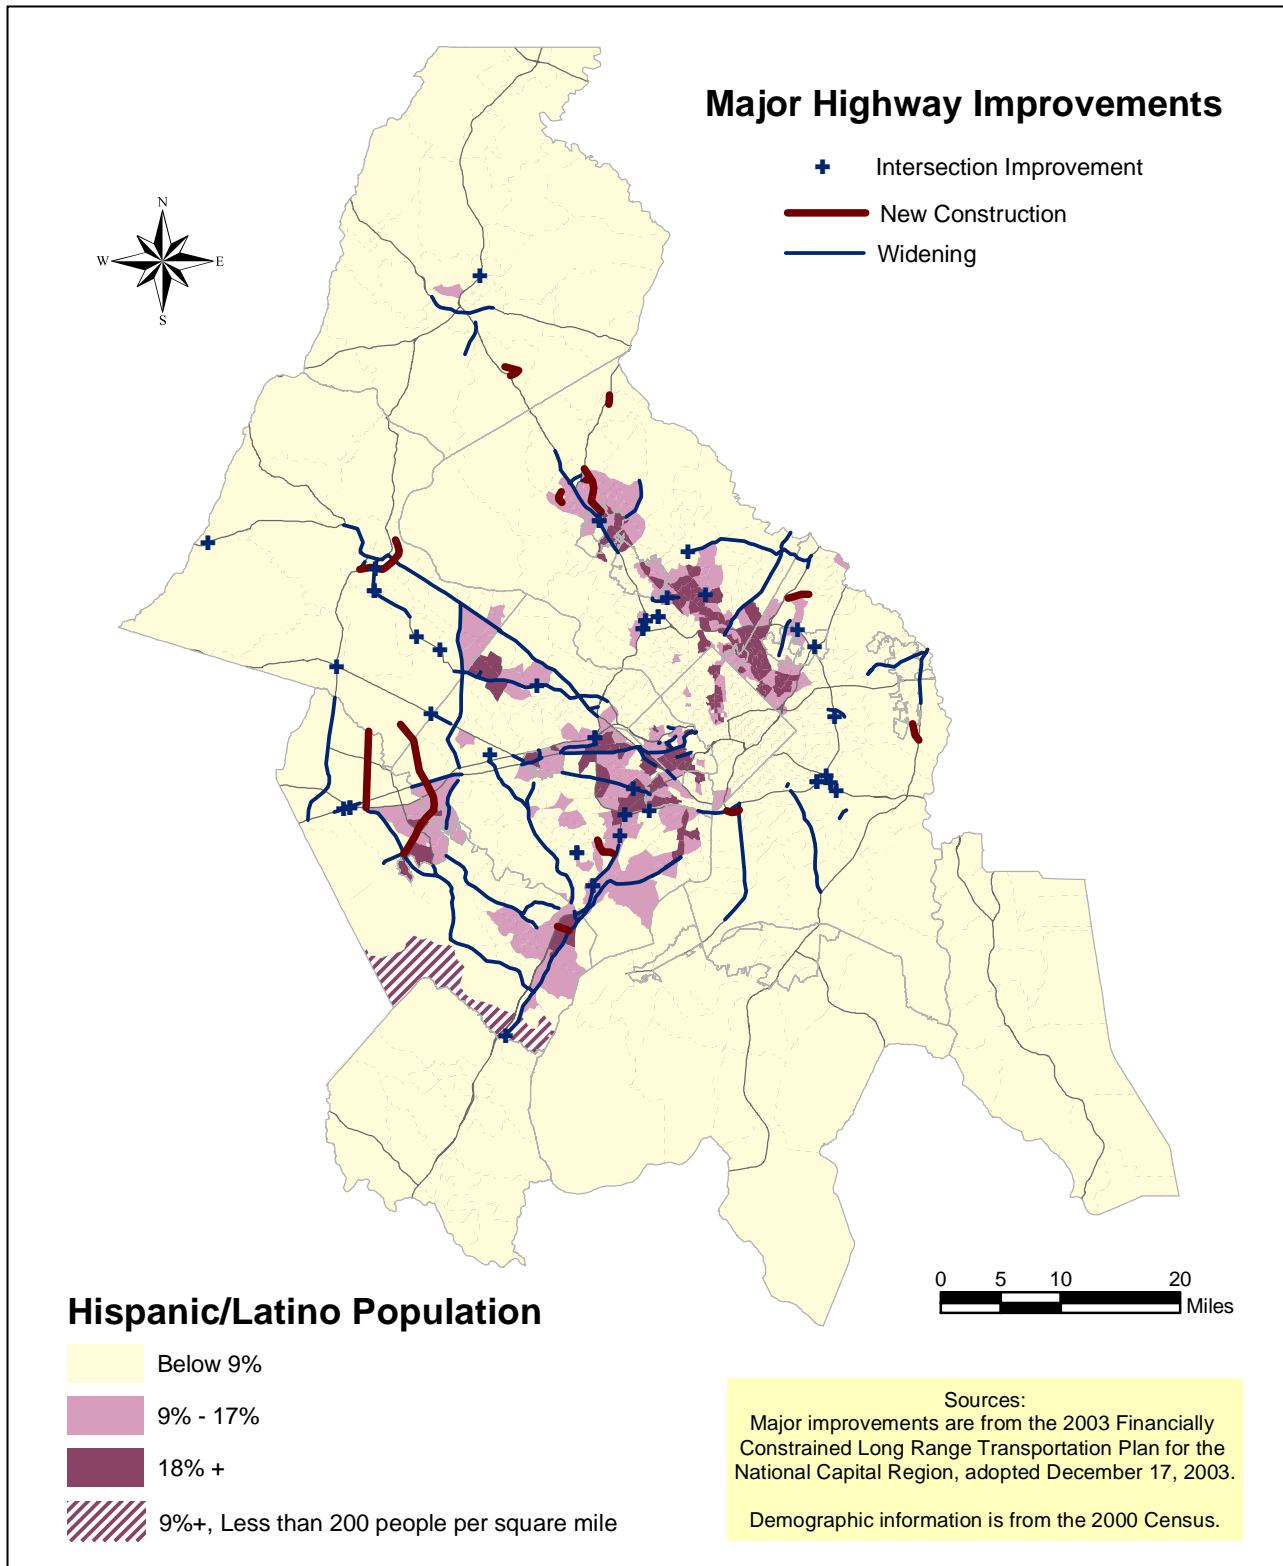 Major Highway Improvements
Intersection Improvement
New Construction
Widening
N
W
E
S
0 5 10 20
Miles
Hispanic/Latino Population
Below 9%
9% - 17%
18% +
9%+, Less than 200 people per square mile
Sources:
Major improvements are from the 2003 Financially
Constrained Long Range Transportation Plan for the
National Capital Region, adopted December 17, 2003.
Demographic information is from the 2000 Census.